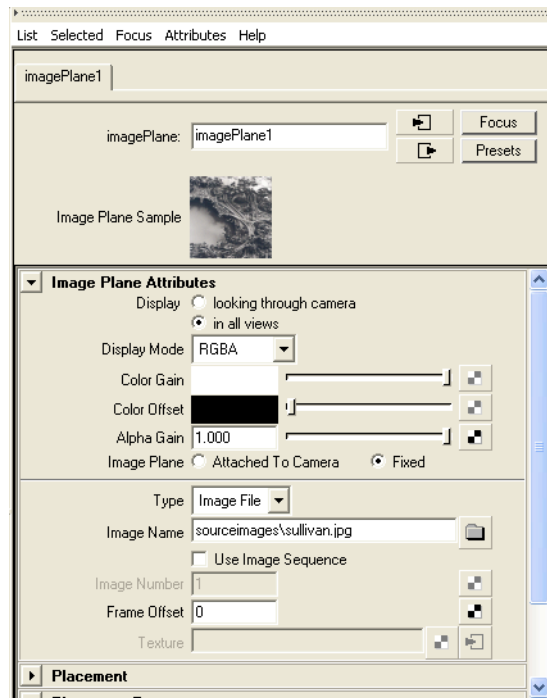 List Selected Focus Attributes Help
imagePlane1
imagePlane: imagePlane1
Focus
Presets
Image Plane Sample
Image Plane Attributes
Display looking through camera
in all views
Display Mode RGBA
Color Gain
Color Offset
Alpha Gain 1.000
Image Plane Attached To Camera Fixed
Type Image File
Image Name sourceimages\sullivan.jpg
Use Image Sequence
Image Number 1
Frame Offset 0
Texture
Placement